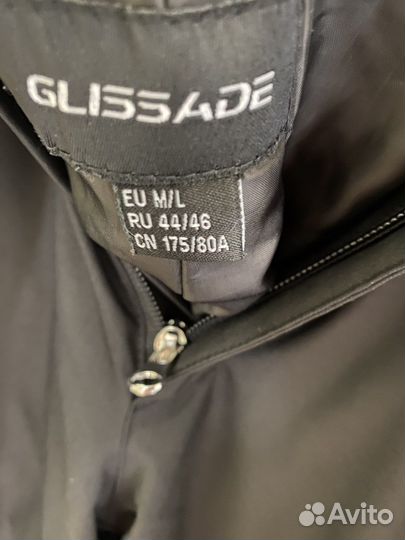 GLISSADE
EU M/L
RU 44/46
CN 175/80A
Avito